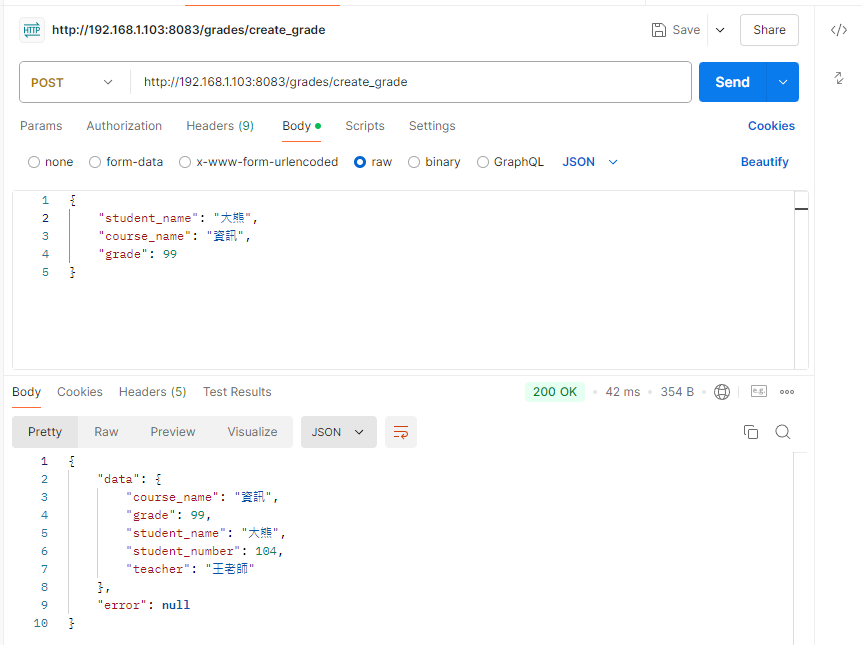 HTTP http://192.168.1.103:8083/grades/create_grade Save Share
POST http://192.168.1.103:8083/grades/create_grade Send
Params Authorization Headers (9) Body Scripts Settings Cookies
none form-data x-www-form-urlencoded raw binary GraphQL JSON Beautify
1 {
2 "student_name": "大熊",
3 "course_name": "資訊",
4 "grade": 99
5 }
Body Cookies Headers (5) Test Results 200 OK 42 ms 354 B e.g.
Pretty Raw Preview Visualize JSON
1 {
2 "data": {
3 "course_name": "資訊",
4 "grade": 99,
5 "student_name": "大熊",
6 "student_number": 104,
7 "teacher": "王老師"
8 },
9 "error": null
10 }